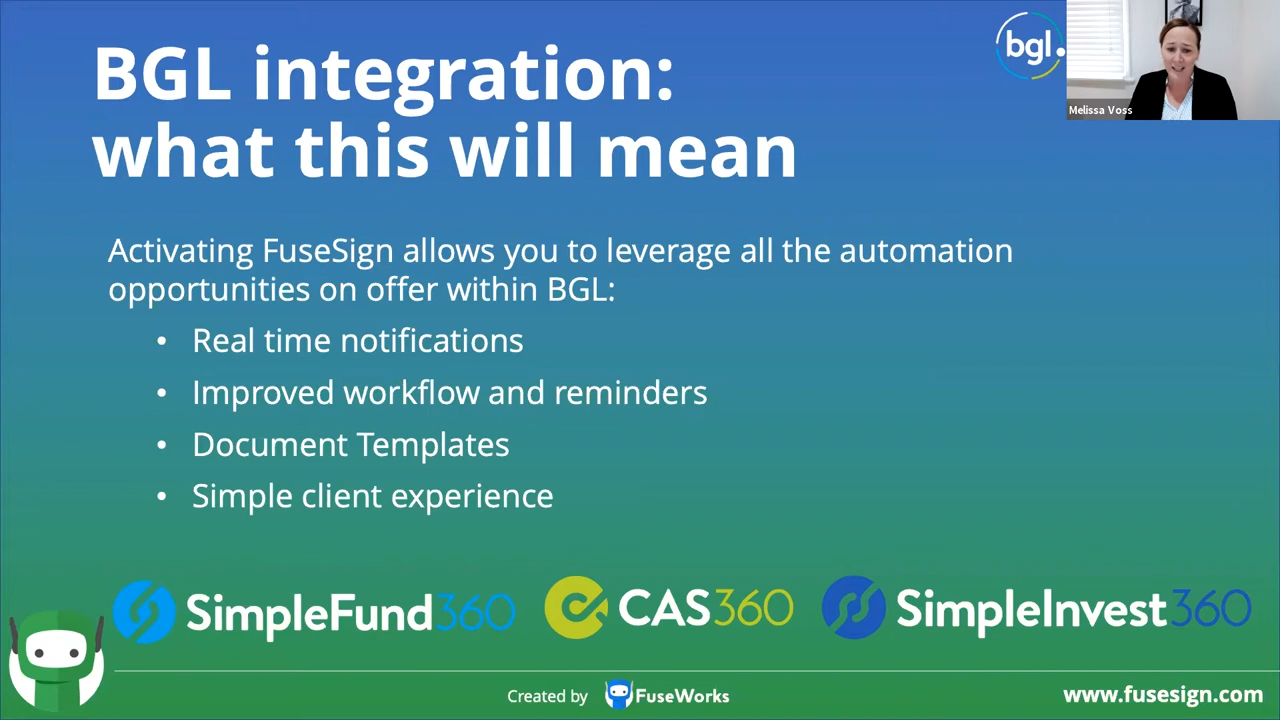 BGL integration:
what this will mean
bgl.
Melissa Voss
Activating FuseSign allows you to leverage all the automation
opportunities on offer within BGL:
• Real time notifications
• Improved workflow and reminders
• Document Templates
• Simple client experience
SimpleFund360
CAS360
SimpleInvest360
Created by FuseWorks
www.fusesign.com